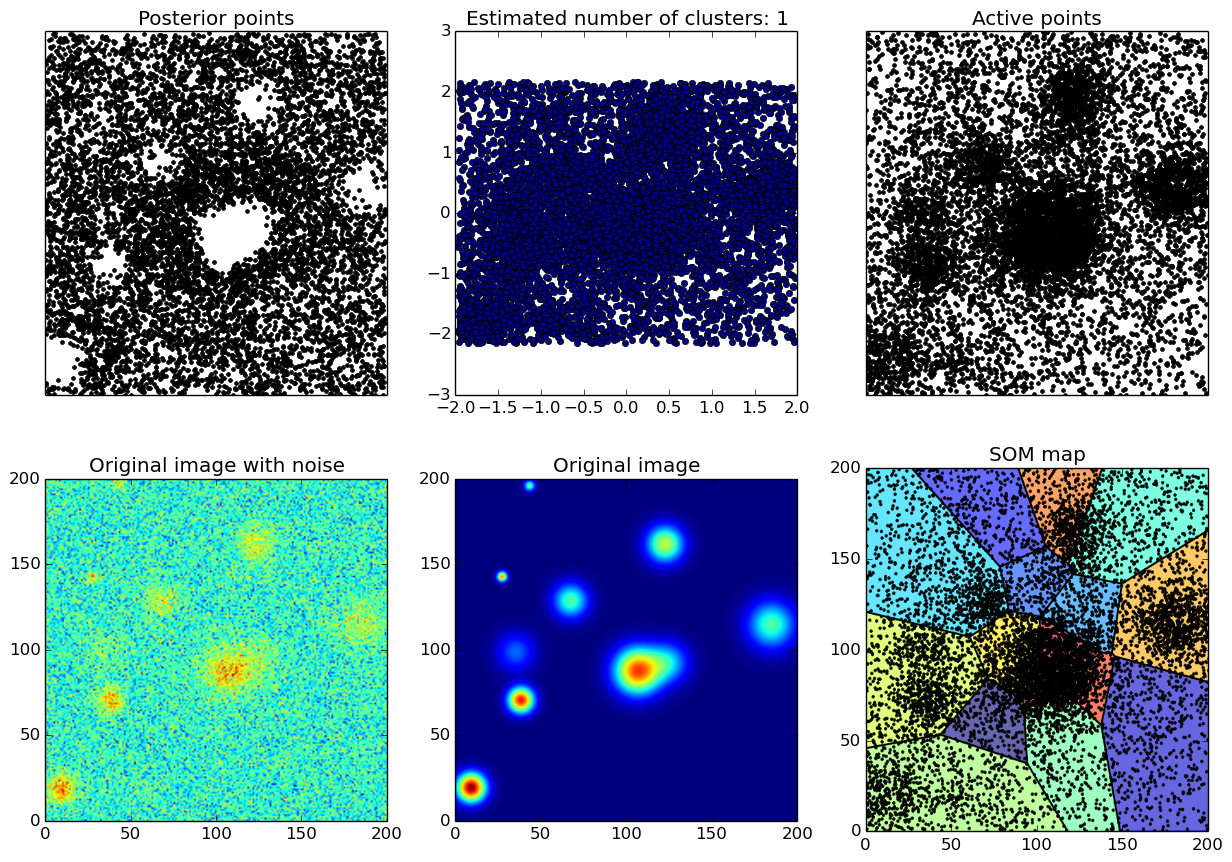 Posterior points
Estimated number of clusters: 1
3
2
1
0
−1
−2
−3
−2.0 −1.5 −1.0 −0.5 0.0 0.5 1.0 1.5 2.0
Active points
Original image with noise
200
150
100
50
0
0 50 100 150 200
Original image
200
150
100
50
0
0 50 100 150 200
SOM map
200
150
100
50
0
0 50 100 150 200